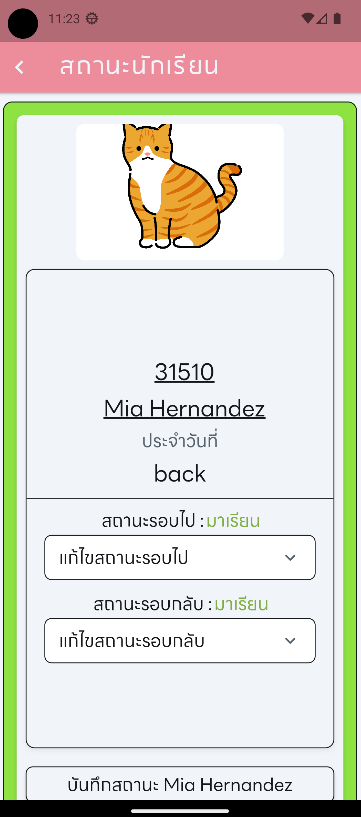 11:23
สถานะนักเรียน
31510
Mia Hernandez
ประจำวันที่
back
สถานะรอบไป : มาเรียน
แก้ไขสถานะรอบไป
สถานะรอบกลับ : มาเรียน
แก้ไขสถานะรอบกลับ
บันทึกสถานะ Mia Hernandez